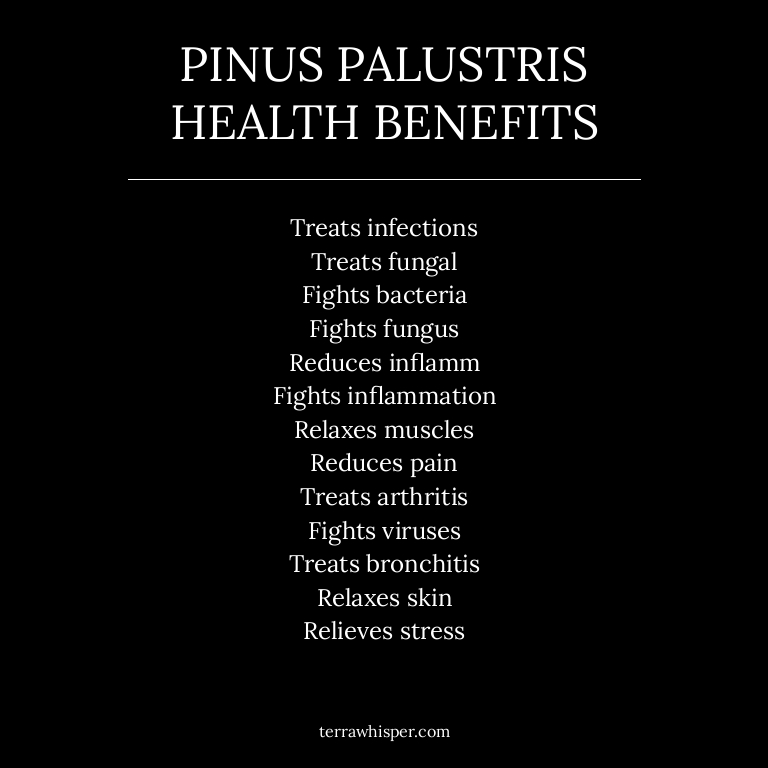 PINUS PALUSTRIS
HEALTH BENEFITS
Treats infections
Treats fungal
Fights bacteria
Fights fungus
Reduces inflamm
Fights inflammation
Relaxes muscles
Reduces pain
Treats arthritis
Fights viruses
Treats bronchitis
Relaxes skin
Relieves stress
terrawhisper.com